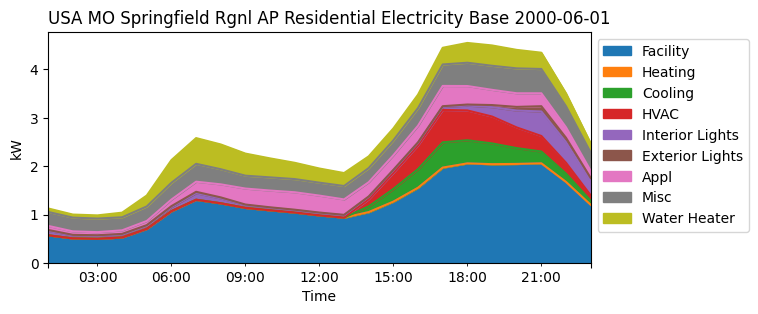 USA MO Springfield Rgnl AP Residential Electricity Base 2000-06-01
kW
4
3
2
1
0
03:00 06:00 09:00 12:00 15:00 18:00 21:00
Time
Facility
Heating
Cooling
HVAC
Interior Lights
Exterior Lights
Appl
Misc
Water Heater